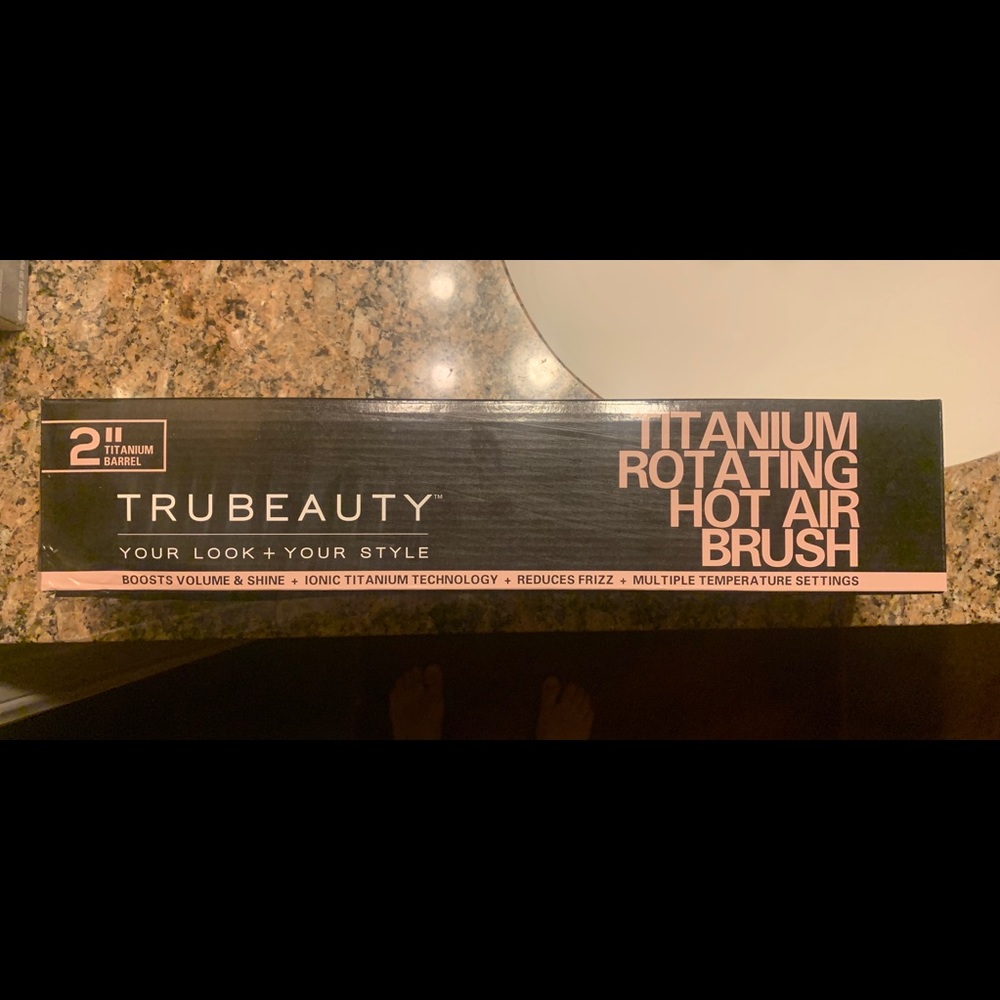 2"
TITANIUM
BARREL
TRUBEAUTY™
YOUR LOOK + YOUR STYLE
TITANIUM
ROTATING
HOT AIR
BRUSH
BOOSTS VOLUME & SHINE + IONIC TITANIUM TECHNOLOGY + REDUCES FRIZZ + MULTIPLE TEMPERATURE SETTINGS